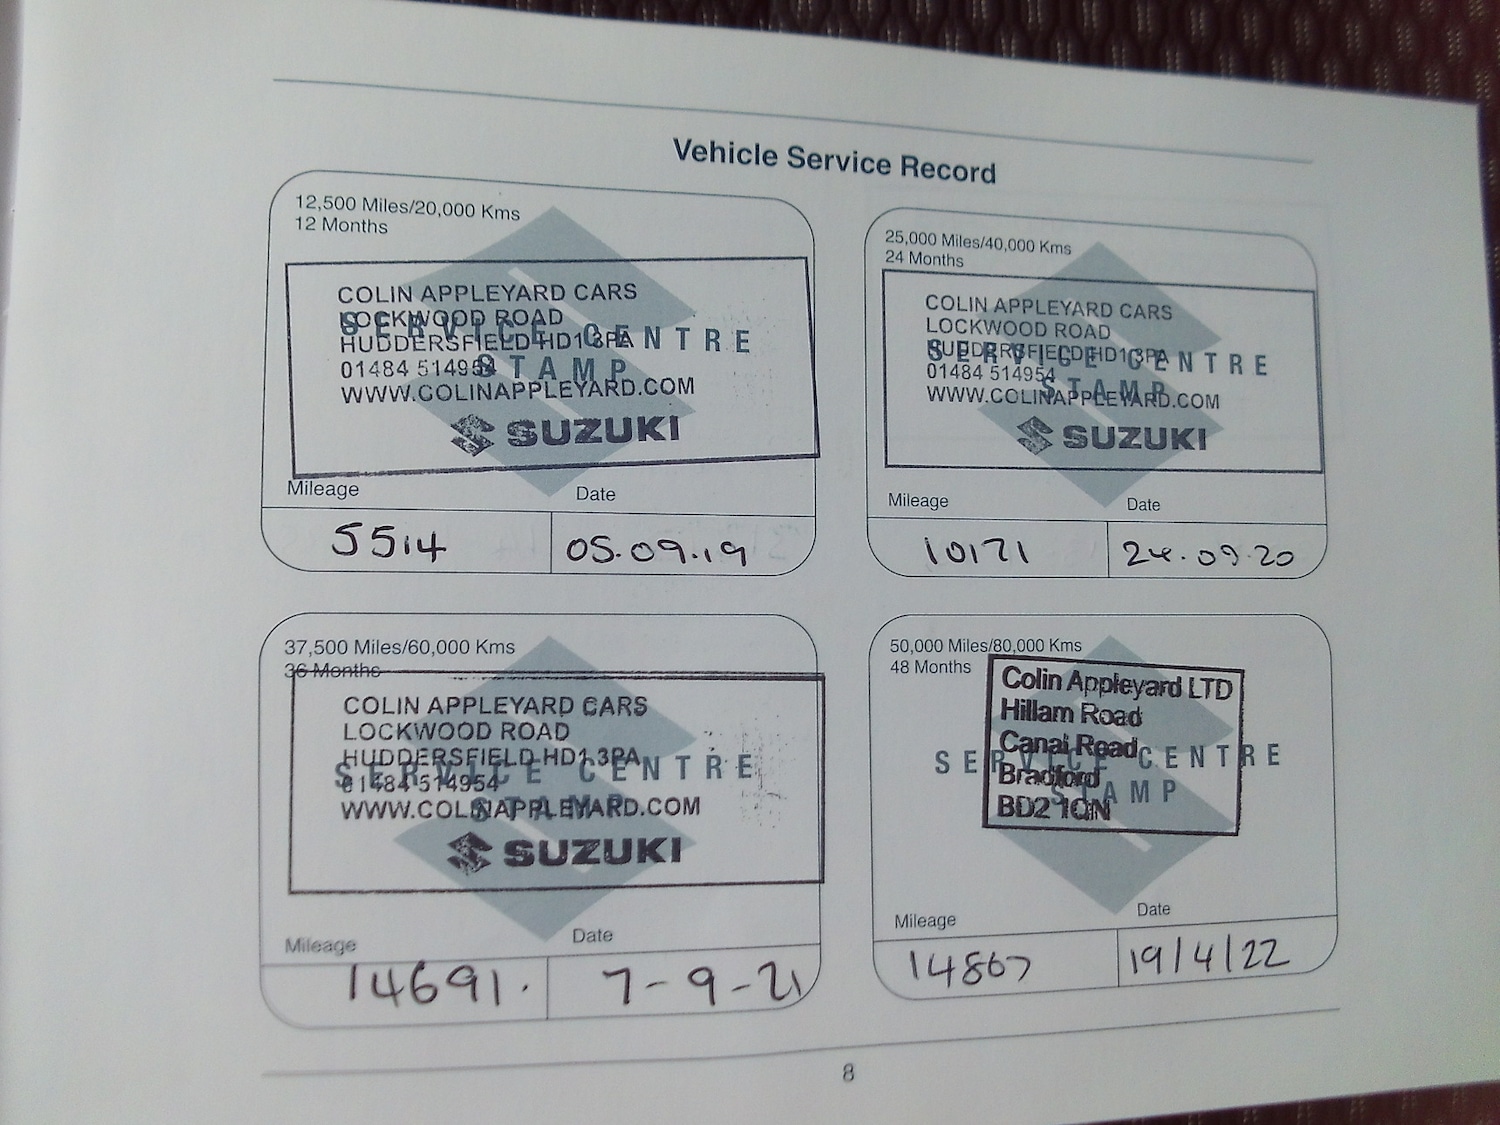 Vehicle Service Record
12,500 Miles/20,000 Kms
12 Months
COLIN APPLEYARD CARS
LOCKWOOD ROAD
HUDDERSFIELD HD1 3PA
01484 514954
WWW.COLINAPPLEYARD.COM
SERVICE CENTRE
STAMP
SUZUKI
Mileage
Date
5514
05.09.19
25,000 Miles/40,000 Kms
24 Months
COLIN APPLEYARD CARS
LOCKWOOD ROAD
HUDDERSFIELD HD1 3PA
01484 514954
WWW.COLINAPPLEYARD.COM
SERVICE CENTRE
STAMP
SUZUKI
Mileage
Date
10171
24.09.20
37,500 Miles/60,000 Kms
36 Months
COLIN APPLEYARD CARS
LOCKWOOD ROAD
HUDDERSFIELD HD1 3PA
01484 514954
WWW.COLINAPPLEYARD.COM
SERVICE CENTRE
STAMP
SUZUKI
Mileage
Date
14691.
7-9-21
50,000 Miles/80,000 Kms
48 Months
Colin Appleyard LTD
Hillam Road
Canal Road
Bradford
BD2 1QN
SERVICE CENTRE
STAMP
Mileage
Date
14867
19/4/22
8